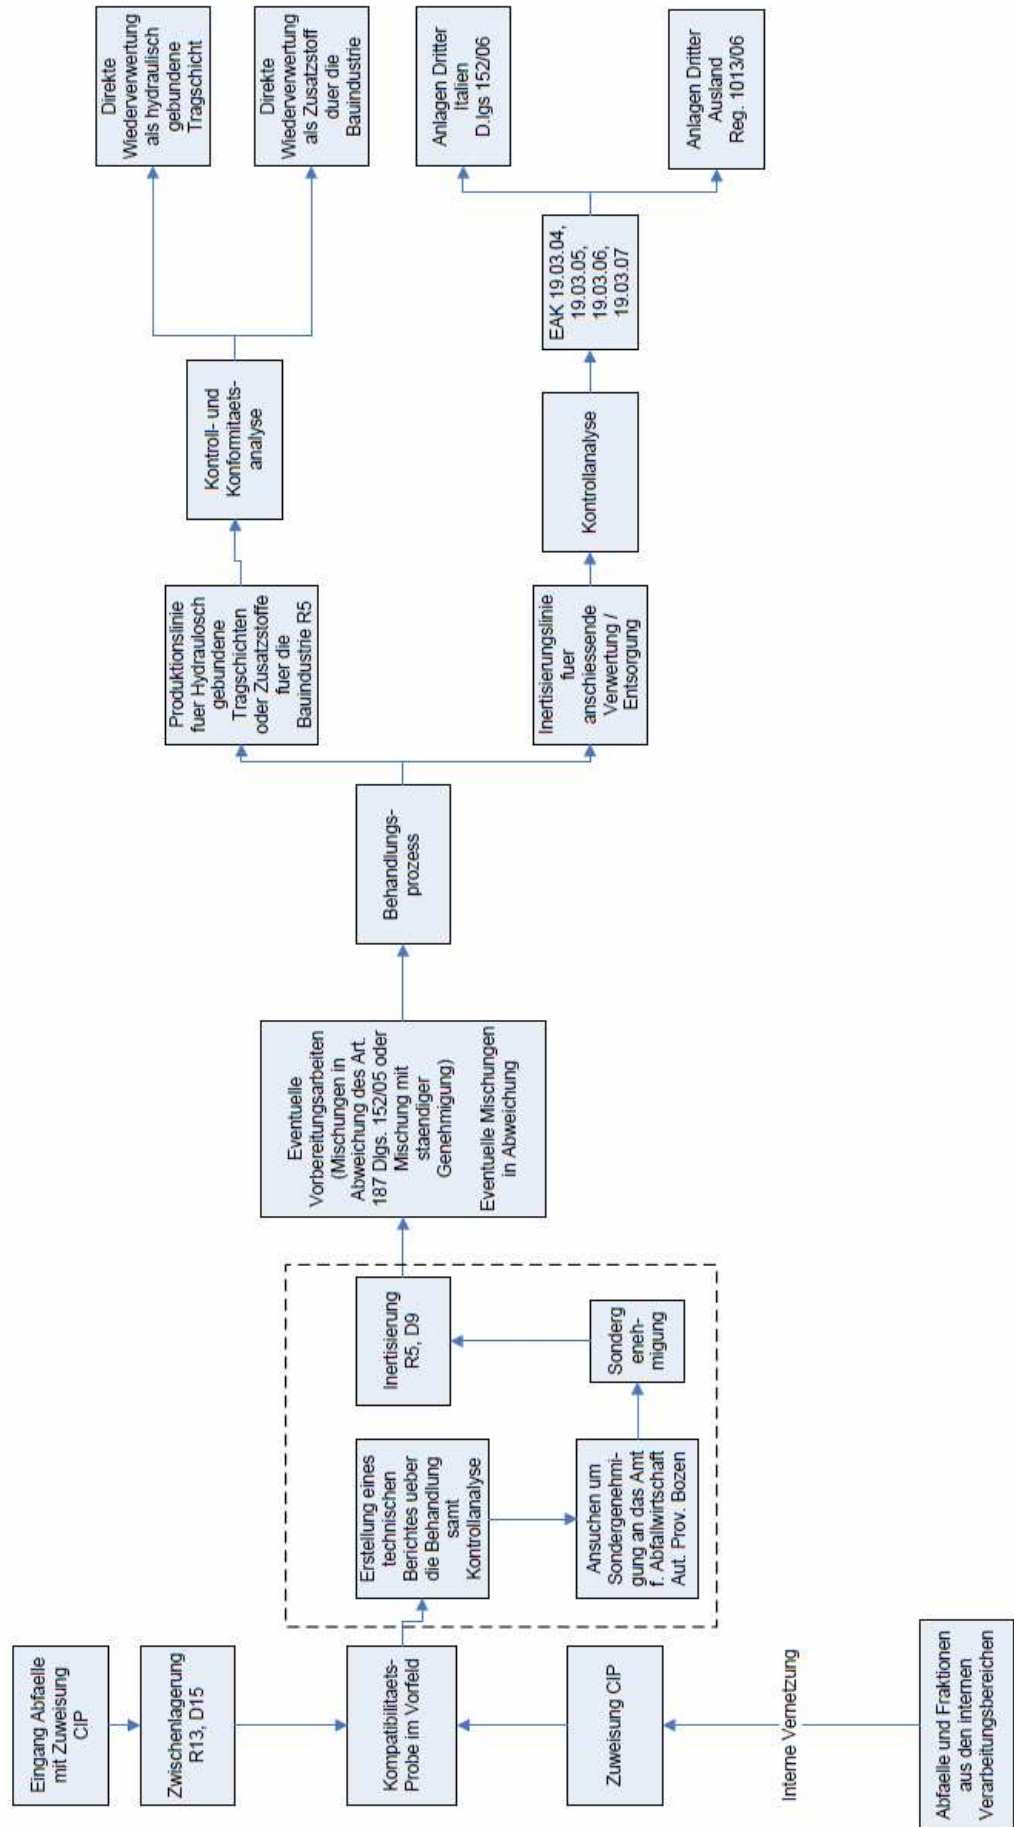 Eingang Abfaelle
mit Zuweisung
CIP
Zwischenlagerung
R13, D15
Kompatibilitaets-
Probe im Vorfeld
Zuweisung CIP
Interne Vernetzung
Abfaelle und Fraktionen
aus den internen
Verarbeitungsbereichen
Erstellung eines
technischen
Berichtes ueber
die Behandlung
samt
Kontrollanalyse
Ansuchen um
Sondergenehmi-
gung an das Amt
f. Abfallwirtschaft
Aut. Prov. Bozen
Sonderg
eneh-
migung
Inertisierung
R5, D9
Eventuelle
Vorbereitungsarbeiten
(Mischungen in
Abweichung des Art.
187 Dlgs. 152/05 oder
Mischung mit
staendiger
Genehmigung)
Eventuelle Mischungen
in Abweichung
Behandlungs-
prozess
Produktionslinie
fuer Hydraulosch
gebundene
Tragschichten
oder Zusatzstoffe
fuer die
Bauindustrie R5
Kontroll- und
Konformitaets-
analyse
Direkte
Wiederverwertung
als hydraulisch
gebundene
Tragschicht
Direkte
Wiederverwertung
als Zusatzstoff
duer die
Bauindustrie
Inertisierungslinie
fuer
anschiessende
Verwertung /
Entsorgung
Kontrollanalyse
EAK 19.03.04,
19.03.05,
19.03.06,
19.03.07
Anlagen Dritter
Italien
D.lgs 152/06
Anlagen Dritter
Ausland
Reg. 1013/06